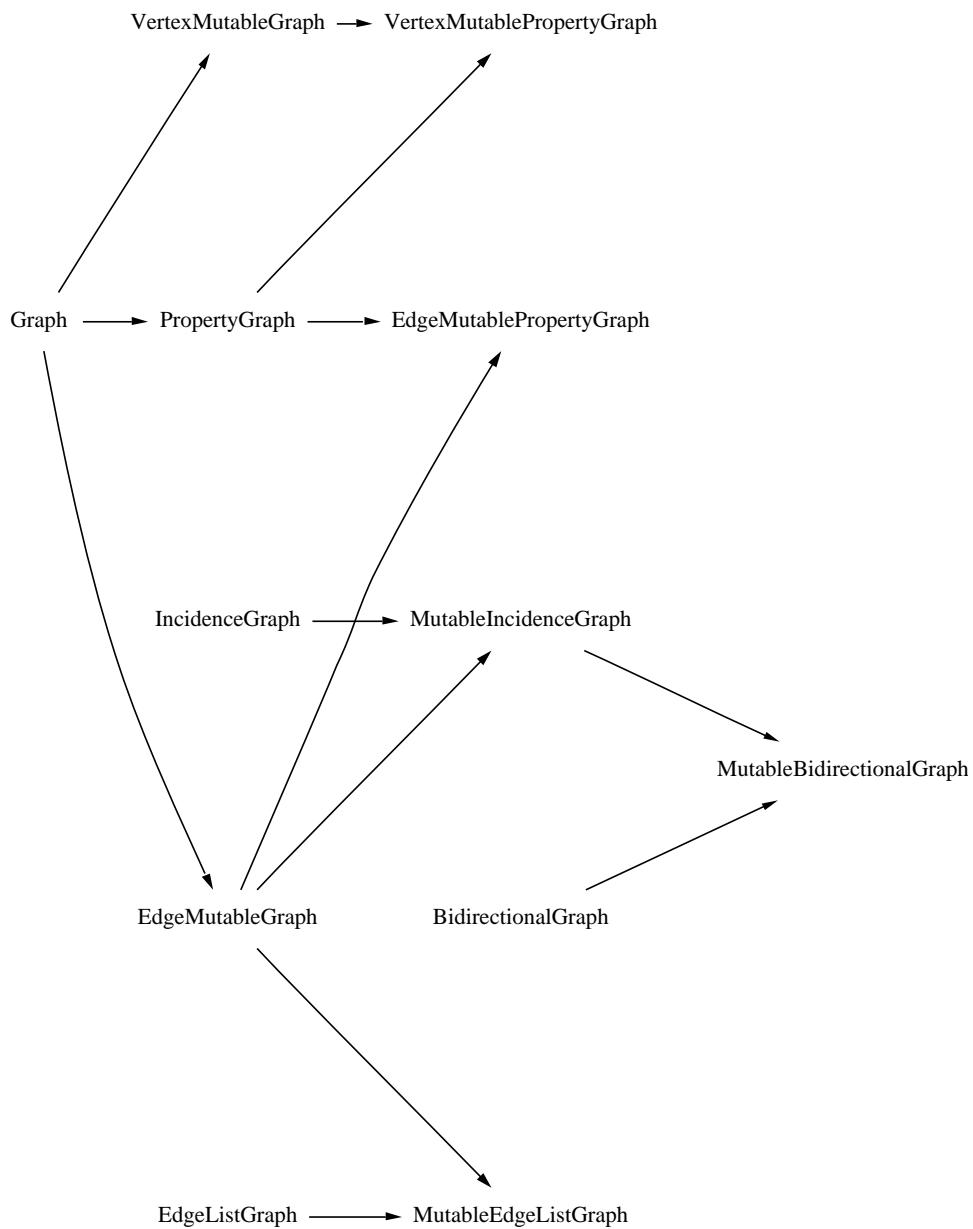 VertexMutableGraph VertexMutablePropertyGraph
Graph PropertyGraph EdgeMutablePropertyGraph
IncidenceGraph MutableIncidenceGraph
MutableBidirectionalGraph
EdgeMutableGraph BidirectionalGraph
EdgeListGraph MutableEdgeListGraph